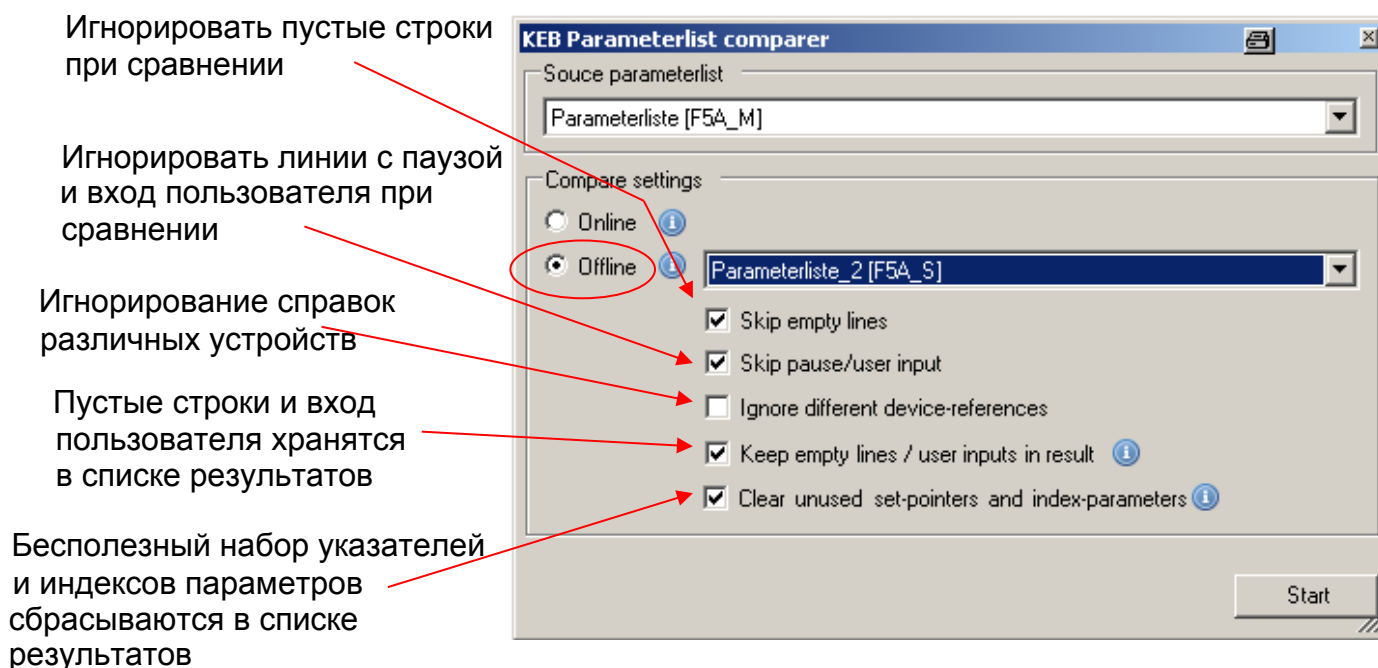 Игнорировать пустые строки
при сравнении
Игнорировать линии с паузой
и вход пользователя при
сравнении
Игнорирование справок
различных устройств
Пустые строки и вход
пользователя хранятся
в списке результатов
Бесполезный набор указателей
и индексов параметров
сбрасываются в списке
результатов
KEB Parameterlist comparer
Souce parameterlist
Parameterliste [F5A_M]
Compare settings
Online
Offline
Parameterliste_2 [F5A_S]
Skip empty lines
Skip pause/user input
Ignore different device-references
Keep empty lines / user inputs in result
Clear unused set-pointers and index-parameters
Start